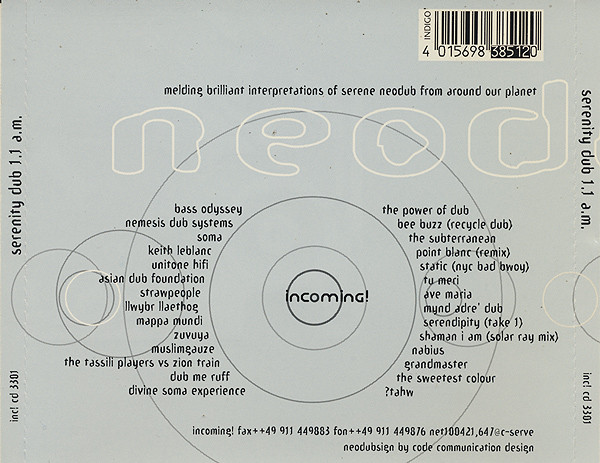 INDIGO
4 015698 385120
melding brilliant interpretations of serene neodub from around our planet
neod
serenity dub 1.1 a.m.
serenity dub 1.1 a.m.
bass odyssey the power of dub
nemesis dub systems bee buzz (recycle dub)
soma the subterranean
keith leblanc point blanc (remix)
unitone hifi static (nyc bad bwoy)
asian dub foundation tu meri
strawpeople ave maria
llwybr llaethog mynd adre' dub
mappa mundi serendipity (take 1)
zuvuya shaman i am (solar ray mix)
muslimgauze nabius
the tassili players vs zion train grandmaster
dub me ruff the sweetest colour
divine soma experience ?tahw
incoming!
incl cd 3301
incl cd 3301
incoming! fax++49 911 449883 fon++49 911 449876 net100421,647@c-serve
neodubsign by code communication design